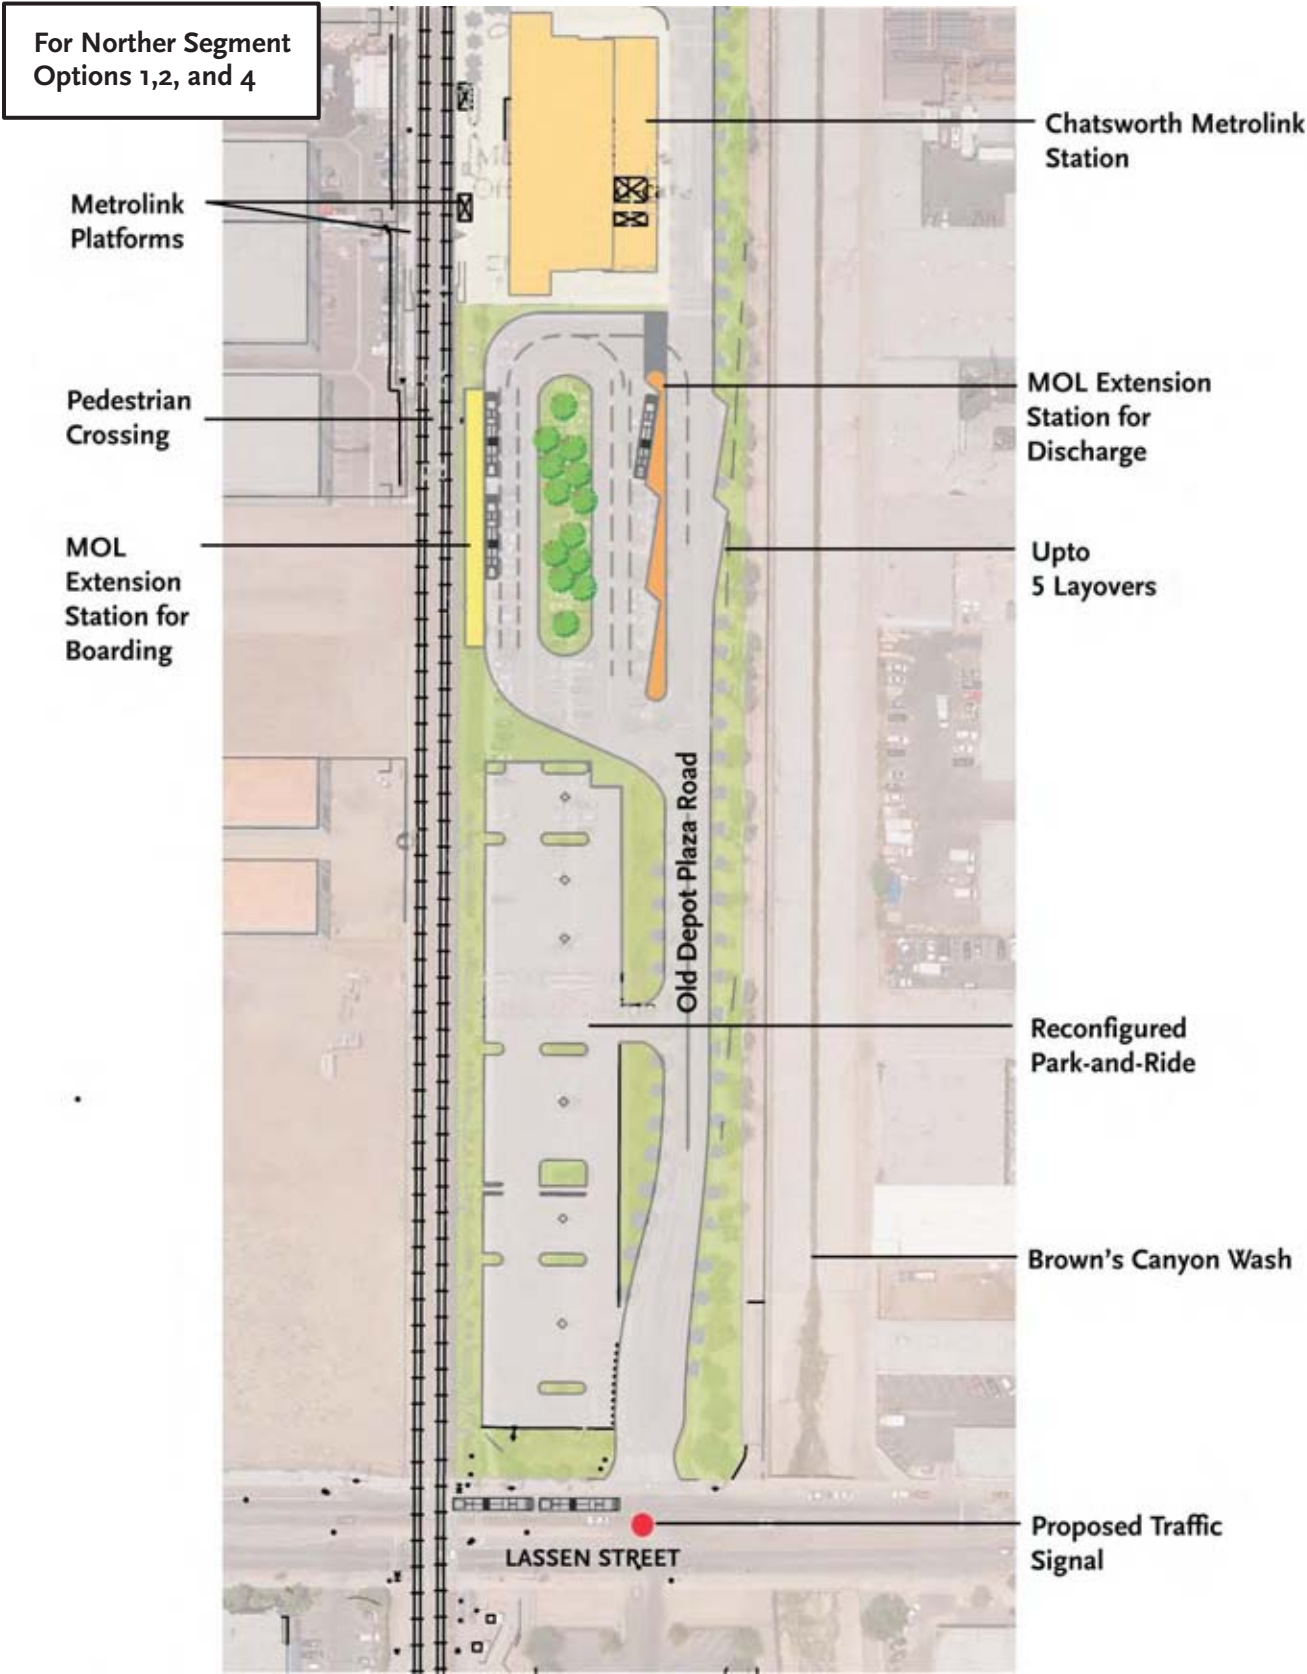 For Norther Segment
Options 1,2, and 4
Chatsworth Metrolink
Station
Metrolink
Platforms
MOL Extension
Station for
Discharge
Pedestrian
Crossing
MOL
Extension
Station for
Boarding
Upto
5 Layovers
Old Depot Plaza Road
Reconfigured
Park-and-Ride
Brown's Canyon Wash
Proposed Traffic
Signal
LASSEN STREET